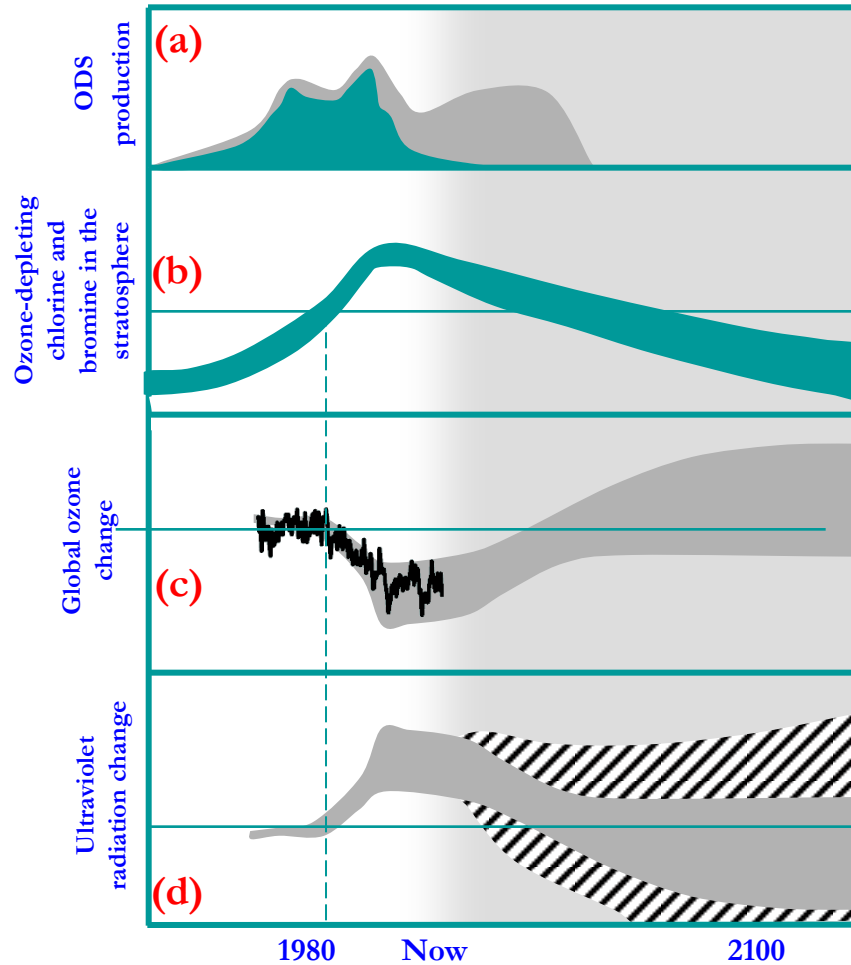 (a)
ODS
production
(b)
Ozone-depleting
chlorine and
bromine in the
stratosphere
(c)
Global ozone
change
(d)
Ultraviolet
radiation change
1980 Now 2100